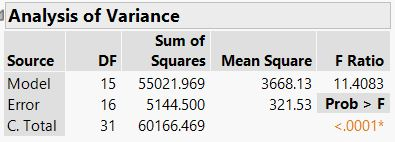 Analysis of Variance
Sum of
Source DF Squares Mean Square F Ratio
Model 15 55021.969 3668.13 11.4083
Error 16 5144.500 321.53 Prob > F
C. Total 31 60166.469 <.0001*